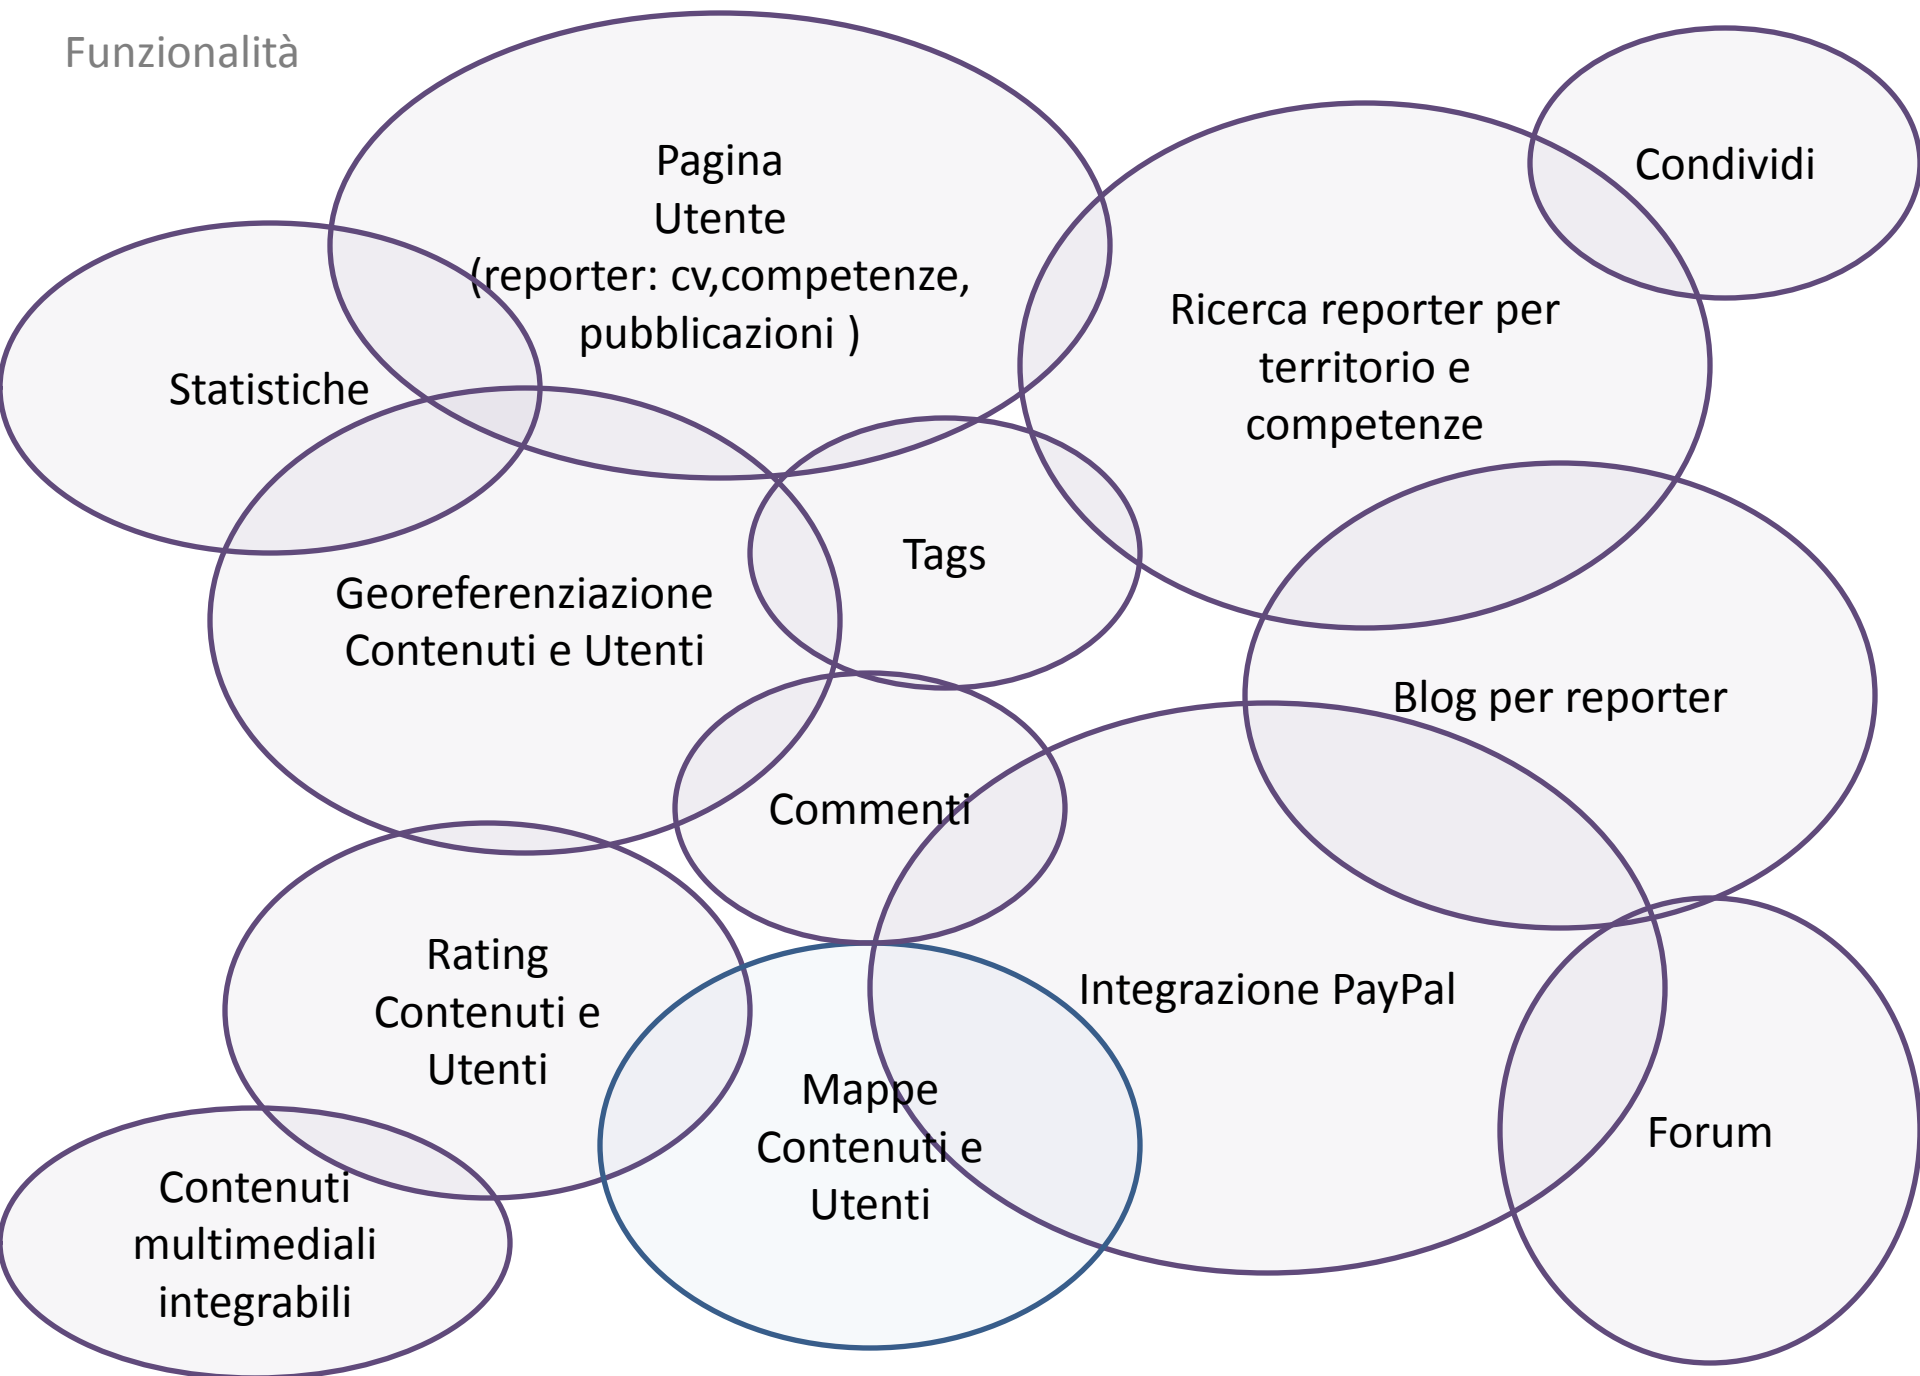 Funzionalità
Pagina
Utente
(reporter: cv,competenze,
pubblicazioni )
Condividi
Ricerca reporter per
territorio e
competenze
Statistiche
Tags
Georeferenziazione
Contenuti e Utenti
Blog per reporter
Commenti
Rating
Contenuti e
Utenti
Integrazione PayPal
Mappe
Contenuti e
Utenti
Forum
Contenuti
multimediali
integrabili